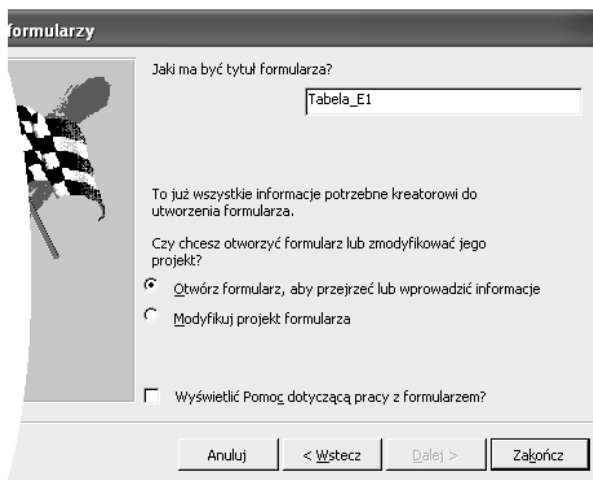 formularzy
Jaki ma być tytuł formularza?
Tabela_E1
To już wszystkie informacje potrzebne kreatorowi do
utworzenia formularza.
Czy chcesz otworzyć formularz lub zmodyfikować jego
projekt?
Otwórz formularz, aby przejrzeć lub wprowadzić informacje
Modyfikuj projekt formularza
Wyświetlić Pomoc dotyczącą pracy z formularzem?
Anuluj
< Wstecz
Dalej >
Zakończ